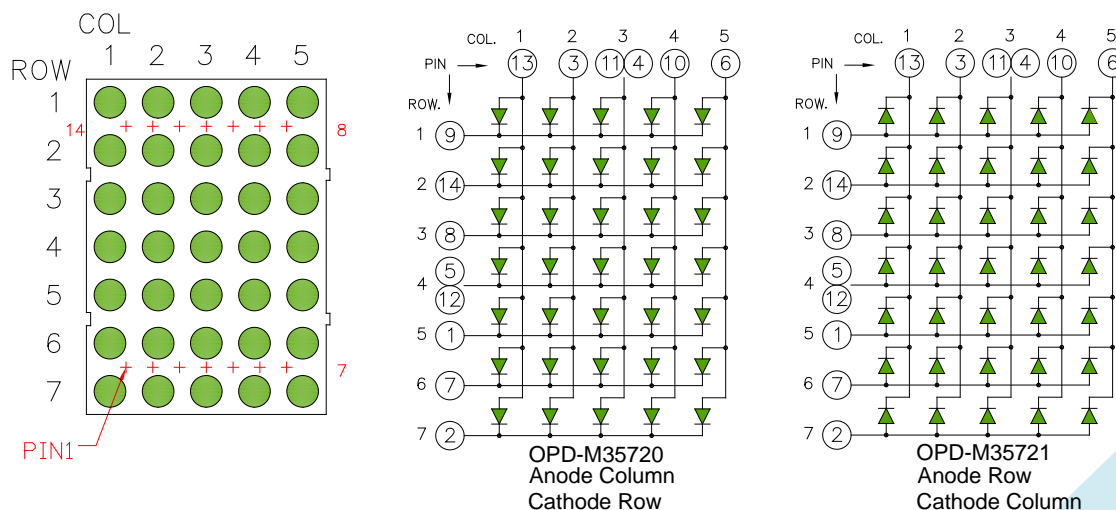 COL
1 2 3 4 5
ROW
1
14 8
2
3
4
5
6
7
7
PIN1
COL. 1 2 3 4 5
PIN 13 3 11 4 10 6
ROW.
1 9
2 14
3 8
5
4
12
5 1
6 7
7 2
OPD-M35720
Anode Column
Cathode Row
COL. 1 2 3 4 5
PIN 13 3 11 4 10 6
ROW.
1 9
2 14
3 8
5
4
12
5 1
6 7
7 2
OPD-M35721
Anode Row
Cathode Column